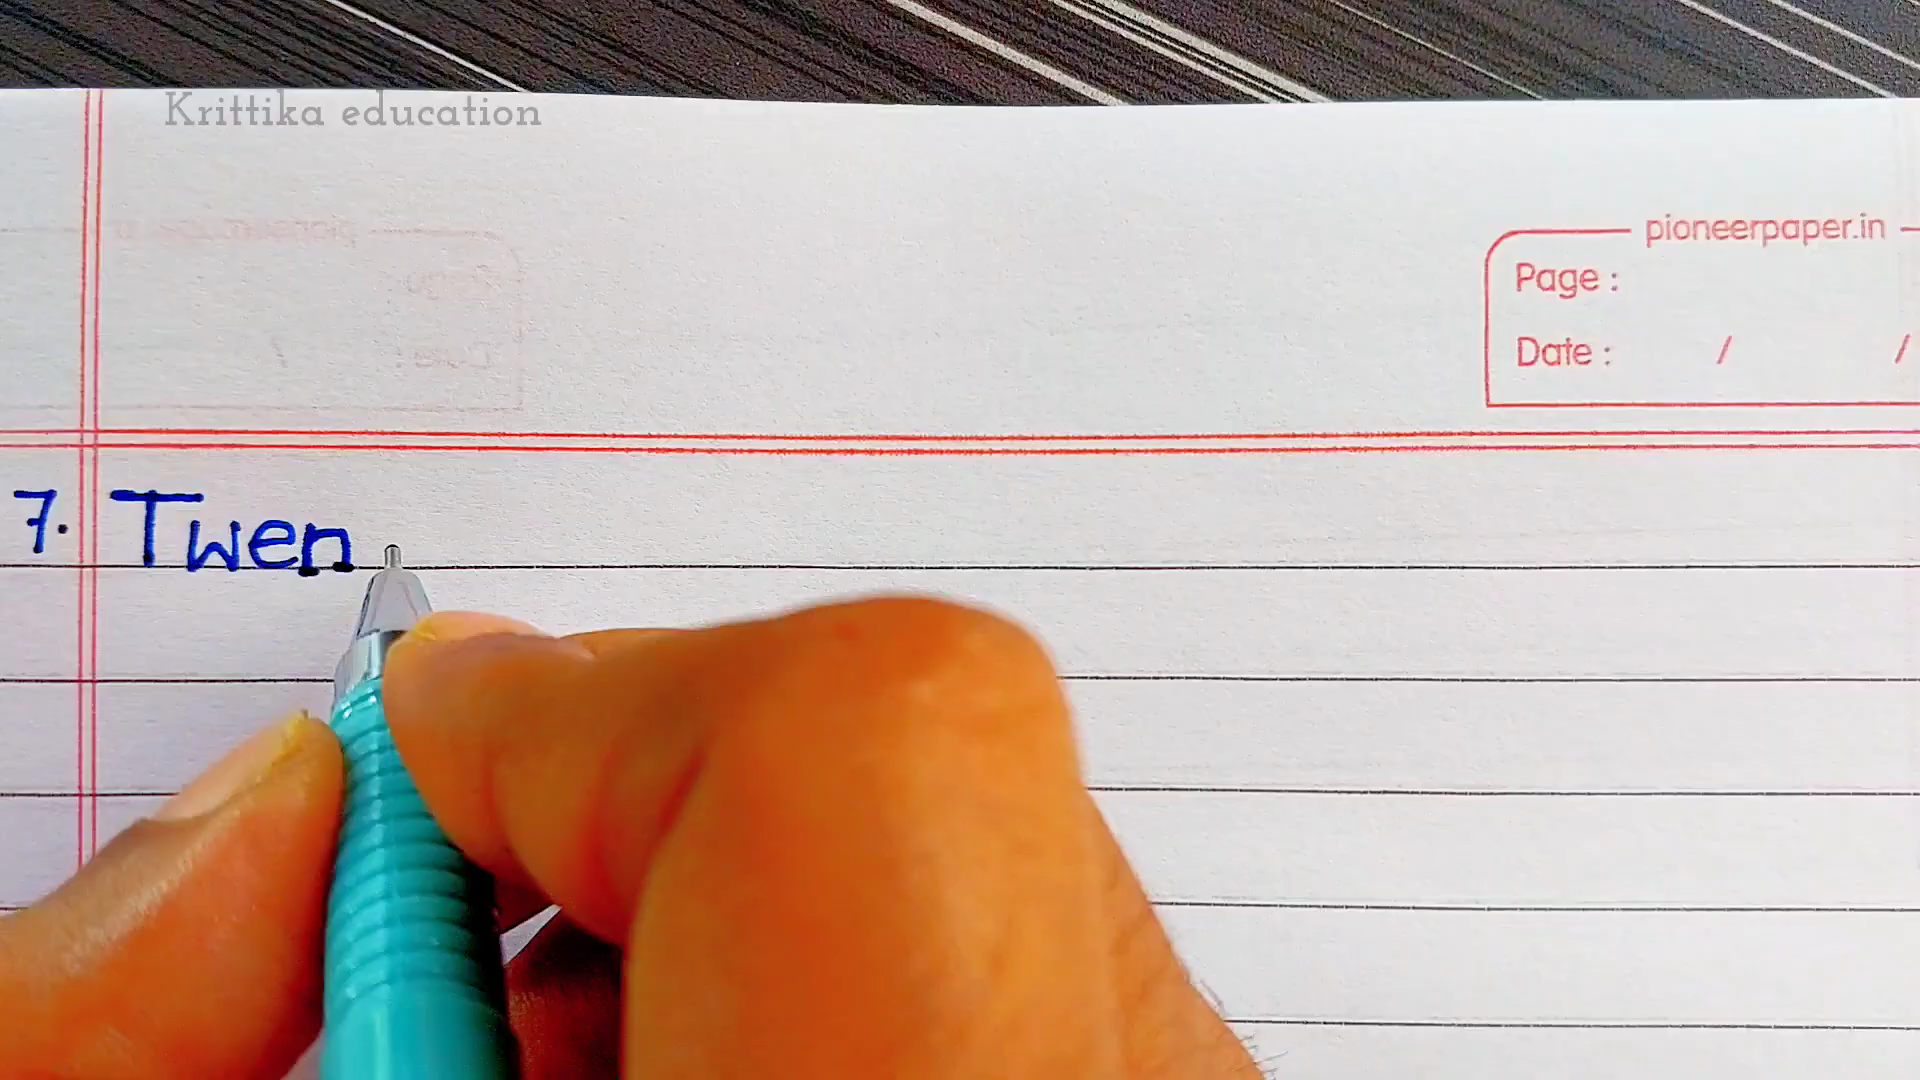 Krittika education
pioneerpaper.in
Page :
Date : / /
7. Twen